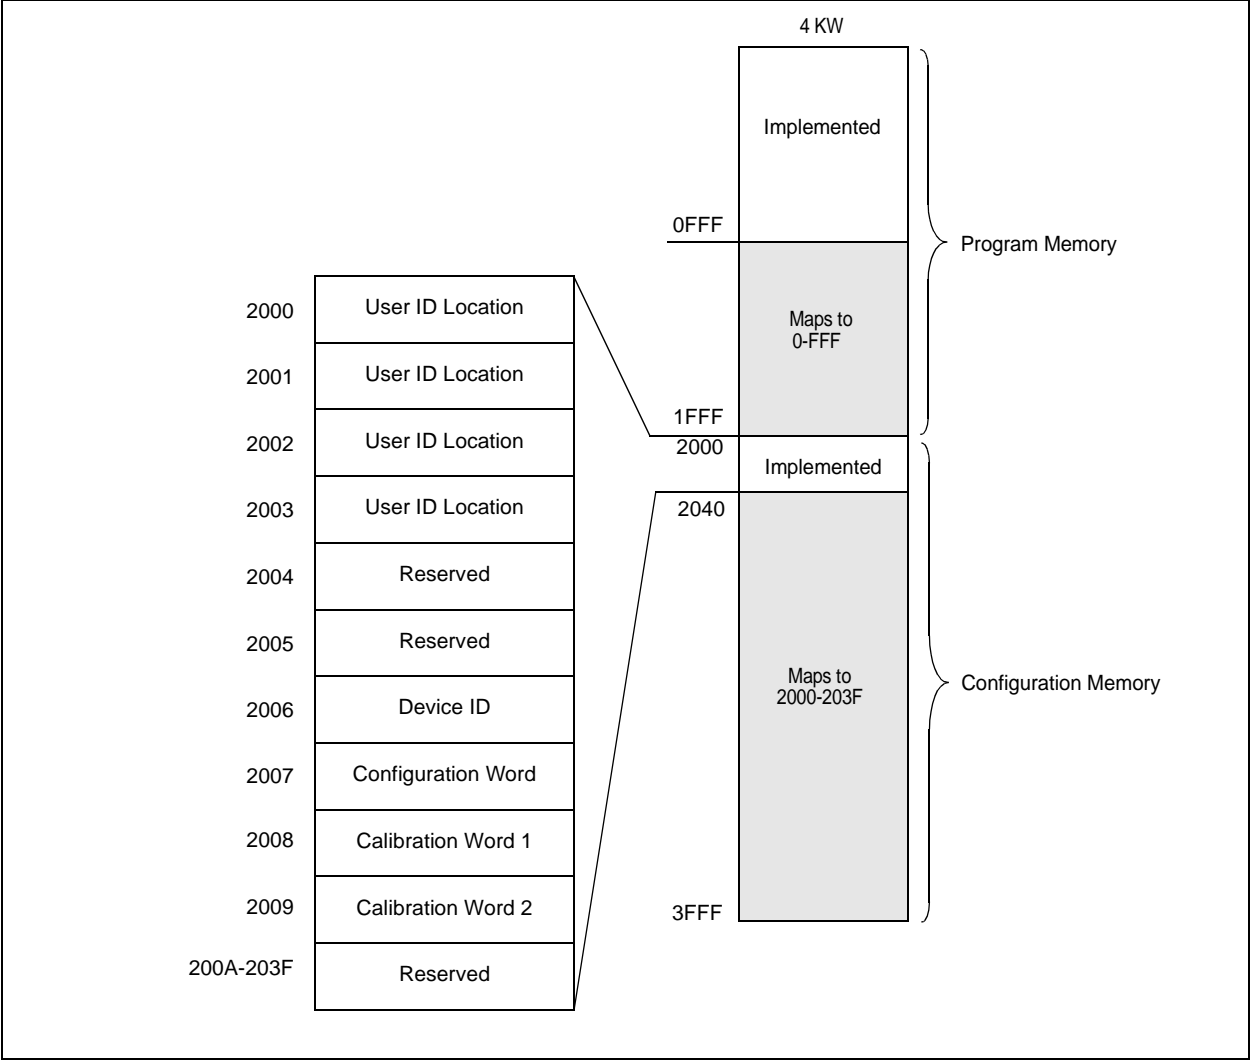 4 KW
Implemented
0FFF
Program Memory
Maps to
0-FFF
1FFF
2000
Implemented
2040
Maps to
2000-203F
Configuration Memory
3FFF
2000 User ID Location
2001 User ID Location
2002 User ID Location
2003 User ID Location
2004 Reserved
2005 Reserved
2006 Device ID
2007 Configuration Word
2008 Calibration Word 1
2009 Calibration Word 2
200A-203F Reserved